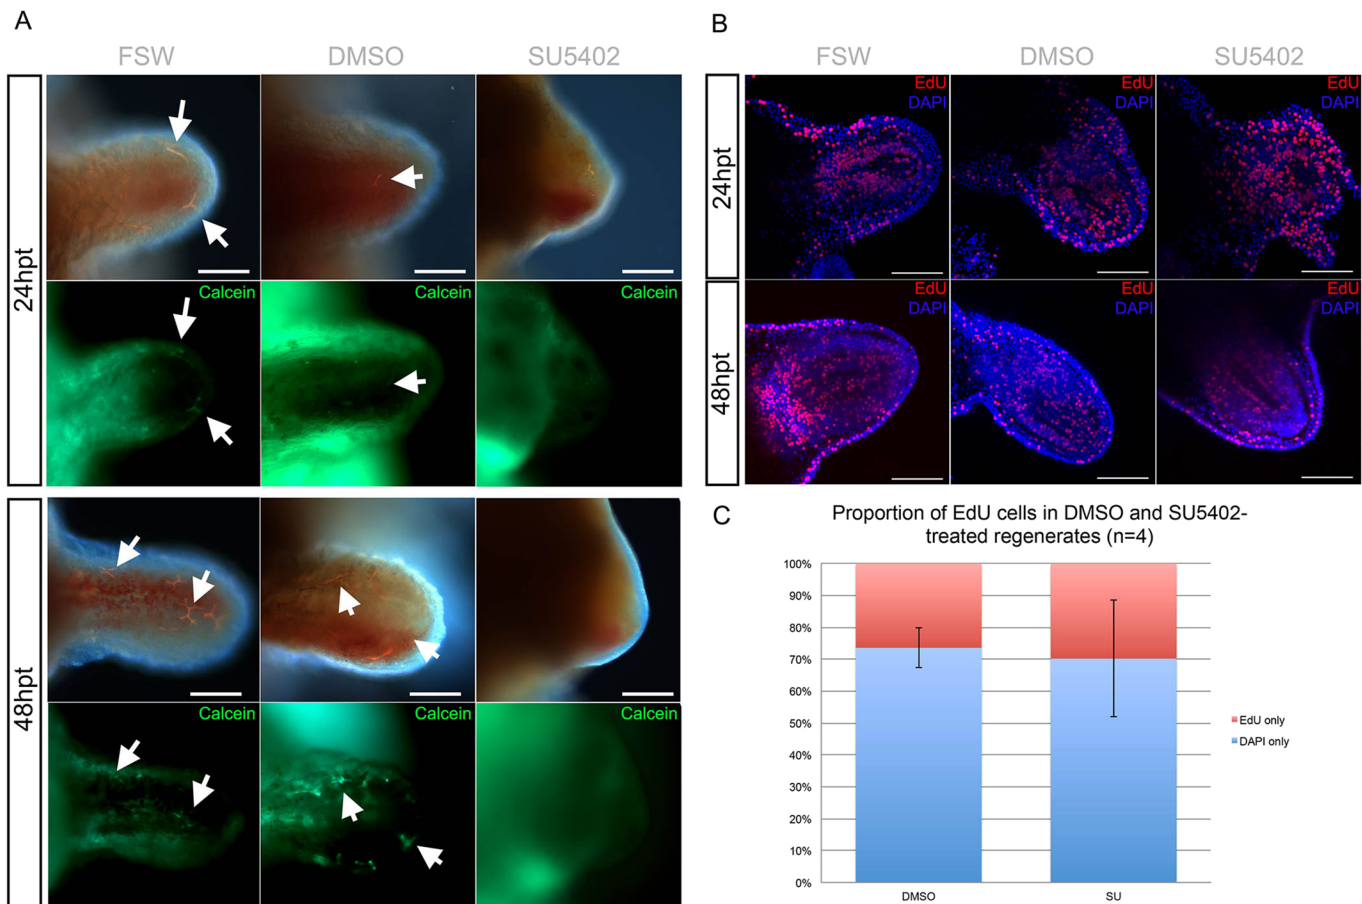 A
FSW
DMSO
SU5402
24hpt
Calcein
Calcein
Calcein
48hpt
Calcein
Calcein
Calcein
B
FSW
DMSO
SU5402
24hpt
EdU
DAPI
EdU
DAPI
EdU
DAPI
48hpt
EdU
DAPI
EdU
DAPI
EdU
DAPI
C
Proportion of EdU cells in DMSO and SU5402-
treated regenerates (n=4)
100%
90%
80%
70%
60%
50%
40%
30%
20%
10%
0%
DMSO
SU
EdU only
DAPI only